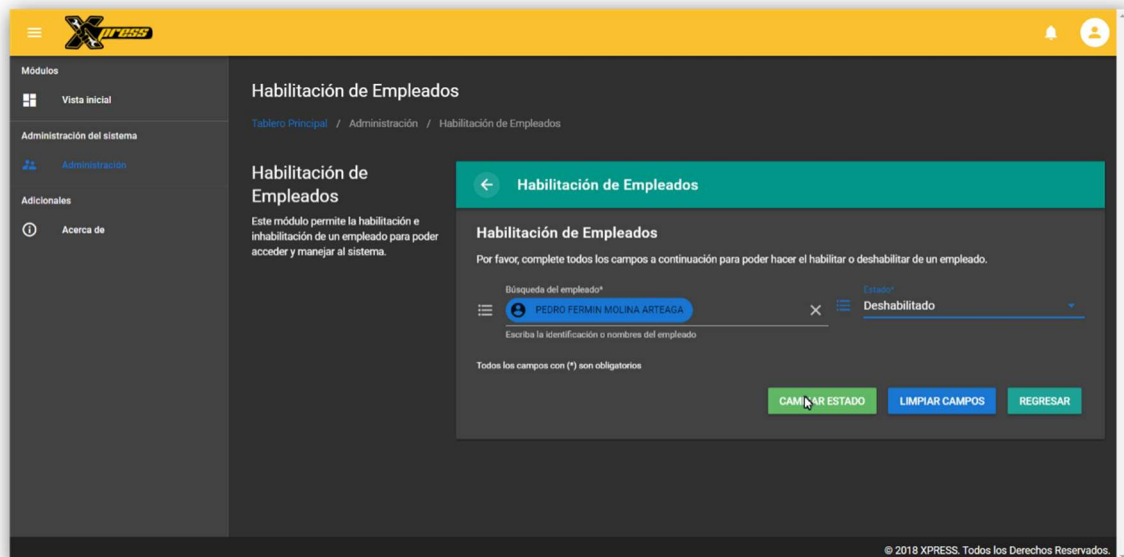 Xpress
Módulos
Vista inicial
Administración del sistema
Administración
Adicionales
Acerca de
Habilitación de Empleados
Tablero Principal / Administración / Habilitación de Empleados
Habilitación de
Empleados
Este módulo permite la habilitación e
inhabilitación de un empleado para poder
acceder y manejar al sistema.
Habilitación de Empleados
Habilitación de Empleados
Por favor, complete todos los campos a continuación para poder hacer el habilitar o deshabilitar de un empleado.
Búsqueda del empleado*
PEDRO FERMIN MOLINA ARTEAGA
Escriba la identificación o nombres del empleado
Estado*
Deshabilitado
Todos los campos con (*) son obligatorios
CAMBIAR ESTADO
LIMPIAR CAMPOS
REGRESAR
© 2018 XPRESS. Todos los Derechos Reservados.